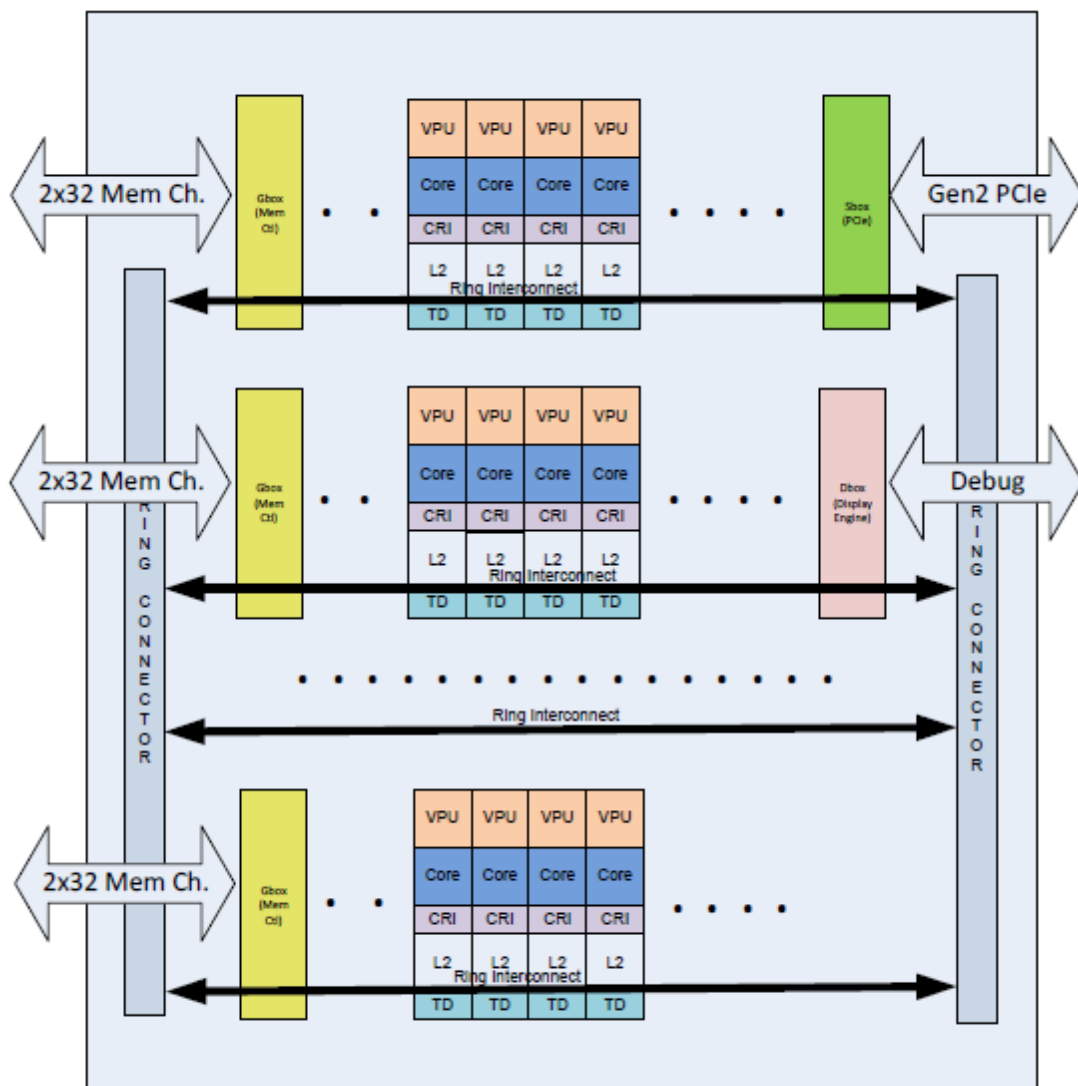 VPU VPU VPU VPU
2x32 Mem Ch.
Gbox
(Mem
Ctl)
Core Core Core Core
Sbox
(PCIe)
Gen2 PCIe
CRI CRI CRI CRI
L2 L2 L2 L2
Ring Interconnect
TD TD TD TD
VPU VPU VPU VPU
2x32 Mem Ch.
Gbox
(Mem
Ctl)
Core Core Core Core
Dbox
(Display
Engine)
Debug
CRI CRI CRI CRI
L2 L2 L2 L2
Ring Interconnect
TD TD TD TD
RING CONNECTOR
RING CONNECTOR
Ring Interconnect
VPU VPU VPU VPU
2x32 Mem Ch.
Gbox
(Mem
Ctl)
Core Core Core Core
CRI CRI CRI CRI
L2 L2 L2 L2
Ring Interconnect
TD TD TD TD